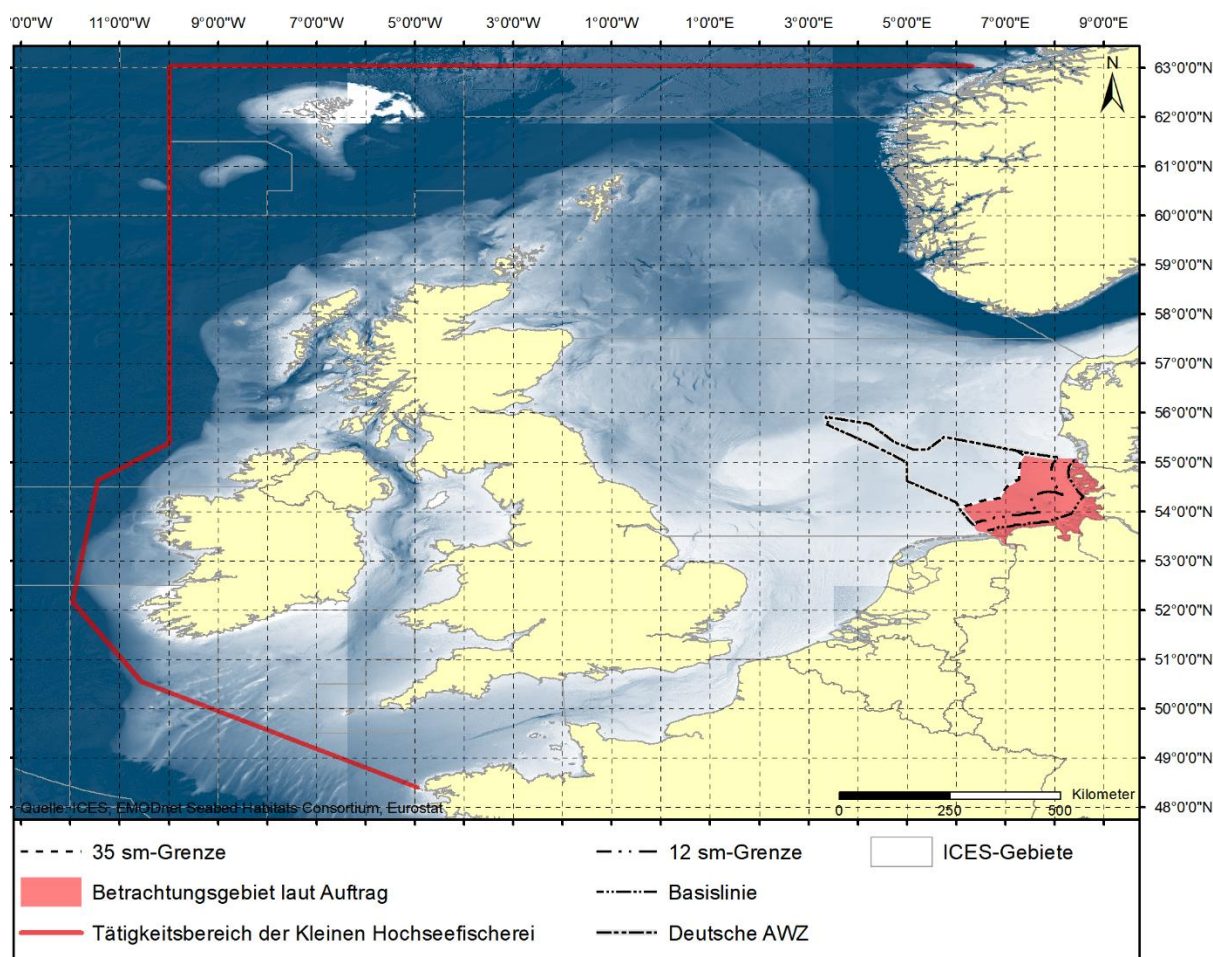 11°0'0"W 9°0'0"W 7°0'0"W 5°0'0"W 3°0'0"W 1°0'0"W 1°0'0"E 3°0'0"E 5°0'0"E 7°0'0"E 9°0'0"E
N
63°0'0"N
62°0'0"N
61°0'0"N
60°0'0"N
59°0'0"N
58°0'0"N
57°0'0"N
56°0'0"N
55°0'0"N
54°0'0"N
53°0'0"N
52°0'0"N
51°0'0"N
50°0'0"N
49°0'0"N
48°0'0"N
Quelle: ICES, EMODnet Seabed Habitats Consortium, Eurostat
Kilometer
0 250 500
35 sm-Grenze
Betrachtungsgebiet laut Auftrag
Tätigkeitsbereich der Kleinen Hochseefischerei
12 sm-Grenze
Basislinie
Deutsche AWZ
ICES-Gebiete